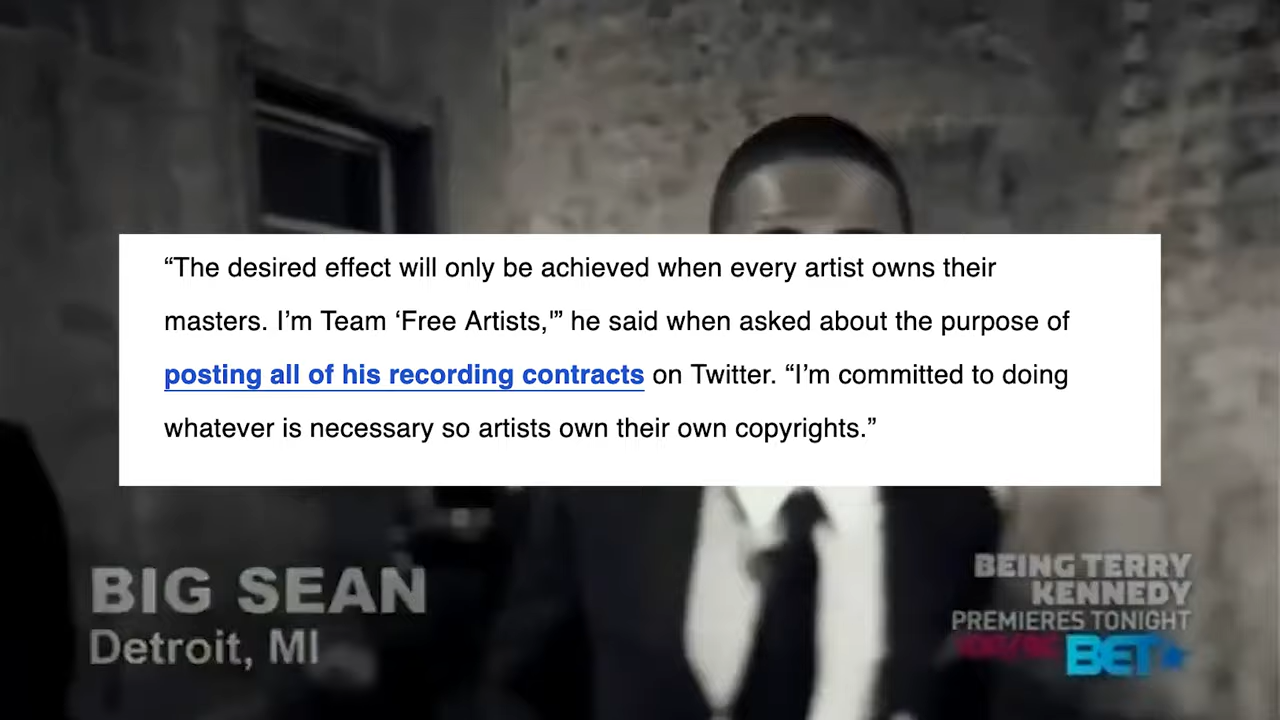 “The desired effect will only be achieved when every artist owns their
masters. I’m Team ‘Free Artists,'” he said when asked about the purpose of
posting all of his recording contracts on Twitter. “I’m committed to doing
whatever is necessary so artists own their own copyrights.”
BIG SEAN
Detroit, MI
BEING TERRY
KENNEDY
PREMIERES TONIGHT
BET